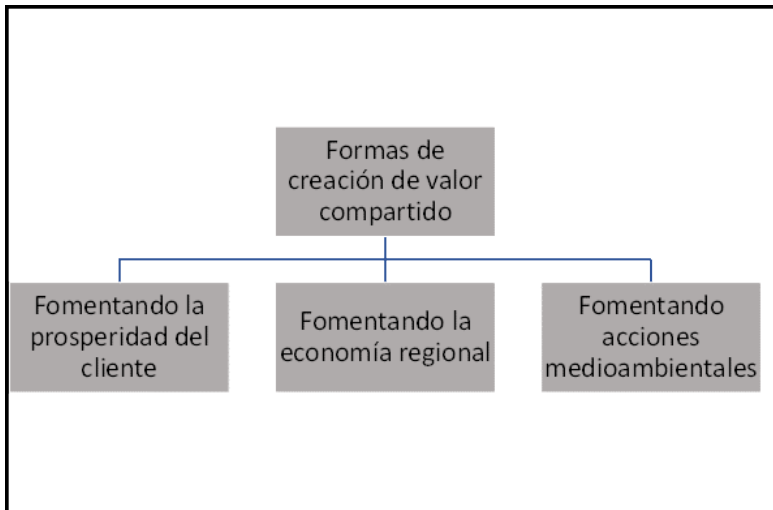 Formas de
creación de valor
compartido
Fomentando la
prosperidad del
cliente
Fomentando la
economía regional
Fomentando
acciones
medioambientales